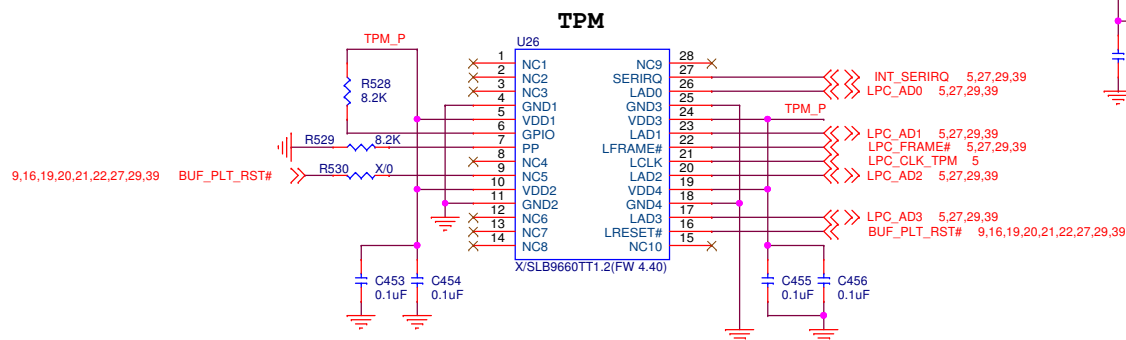 TPM
TPM_P
U26
1 NC1
2 NC2
3 NC3
4 GND1
5 VDD1
6 GPIO
7 PP
8 NC4
9 NC5
10 VDD2
11 GND2
12 NC6
13 NC7
14 NC8
28 NC9
27 SERIRQ
26 LAD0
25 GND3
24 VDD3
23 LAD1
22 LFRAME#
21 LCLK
20 LAD2
19 VDD4
18 GND4
17 LAD3
16 LRESET#
15 NC10
X/SLB9660TT1.2(FW 4.40)
R528
8.2K
R529 8.2K
R530 X/0
9,16,19,20,21,22,27,29,39 BUF_PLT_RST#
C453
0.1uF
C454
0.1uF
INT_SERIRQ 5,27,29,39
LPC_AD0 5,27,29,39
TPM_P
LPC_AD1 5,27,29,39
LPC_FRAME# 5,27,29,39
LPC_CLK_TPM 5
LPC_AD2 5,27,29,39
LPC_AD3 5,27,29,39
BUF_PLT_RST# 9,16,19,20,21,22,27,29,39
C455
0.1uF
C456
0.1uF